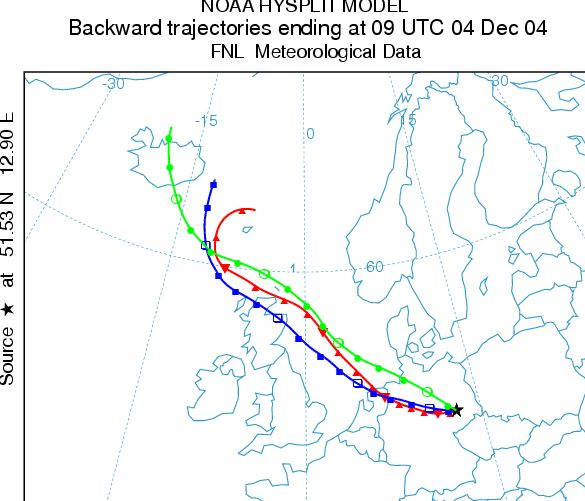 NOAA HYSPLIT MODEL
Backward trajectories ending at 09 UTC 04 Dec 04
FNL Meteorological Data
-30
30
-15
0
15
1
60
Source ★ at 51.53 N 12.90 E